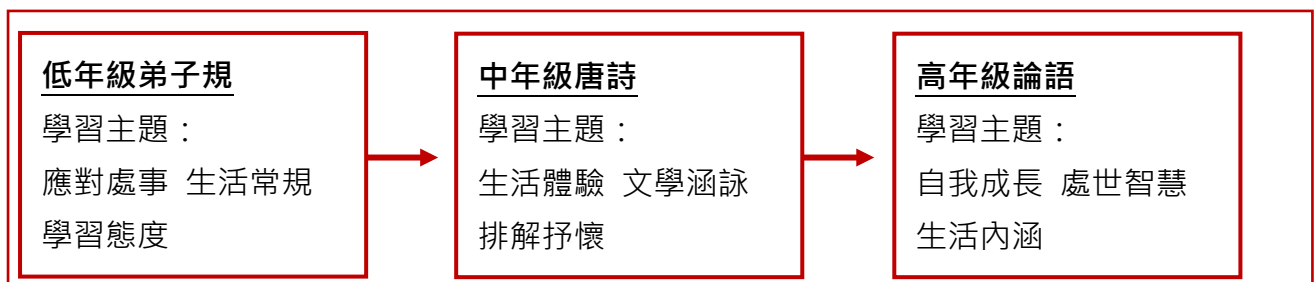 低年級弟子規
學習主題：
應對處事 生活常規
學習態度
中年級唐詩
學習主題：
生活體驗 文學涵詠
排解抒懷
高年級論語
學習主題：
自我成長 處世智慧
生活內涵